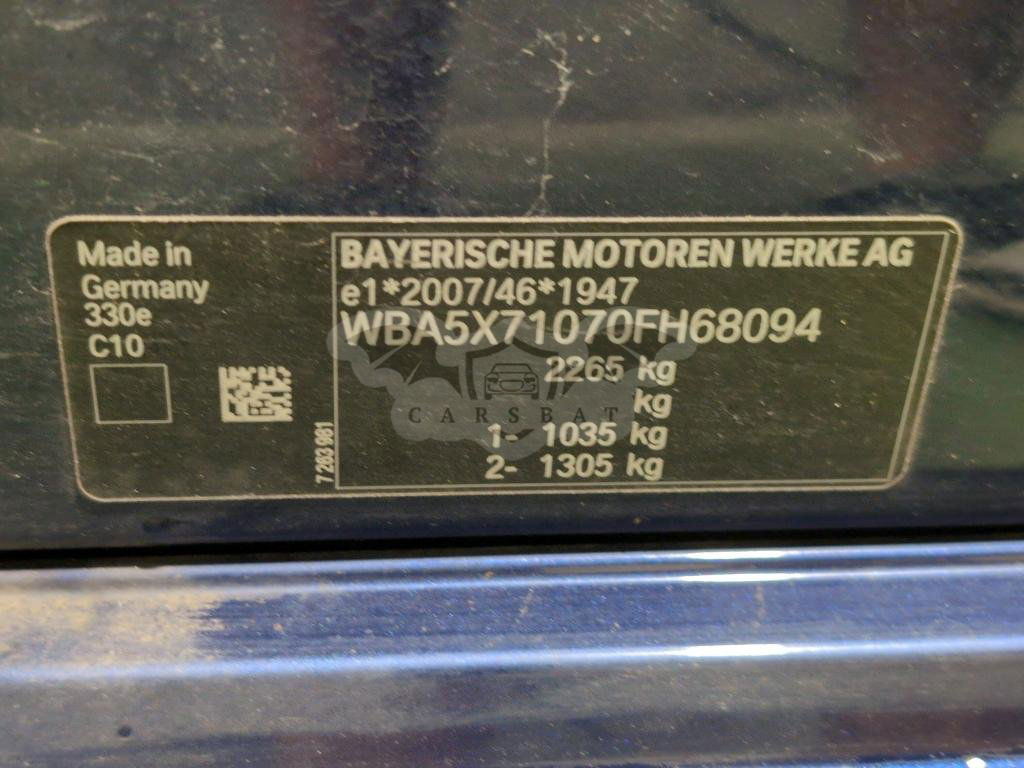 Made in
Germany
330e
C10
7263961
BAYERISCHE MOTOREN WERKE AG
e1*2007/46*1947
WBA5X71070FH68094
2265 kg
kg
1- 1035 kg
2- 1305 kg
CARSBAT